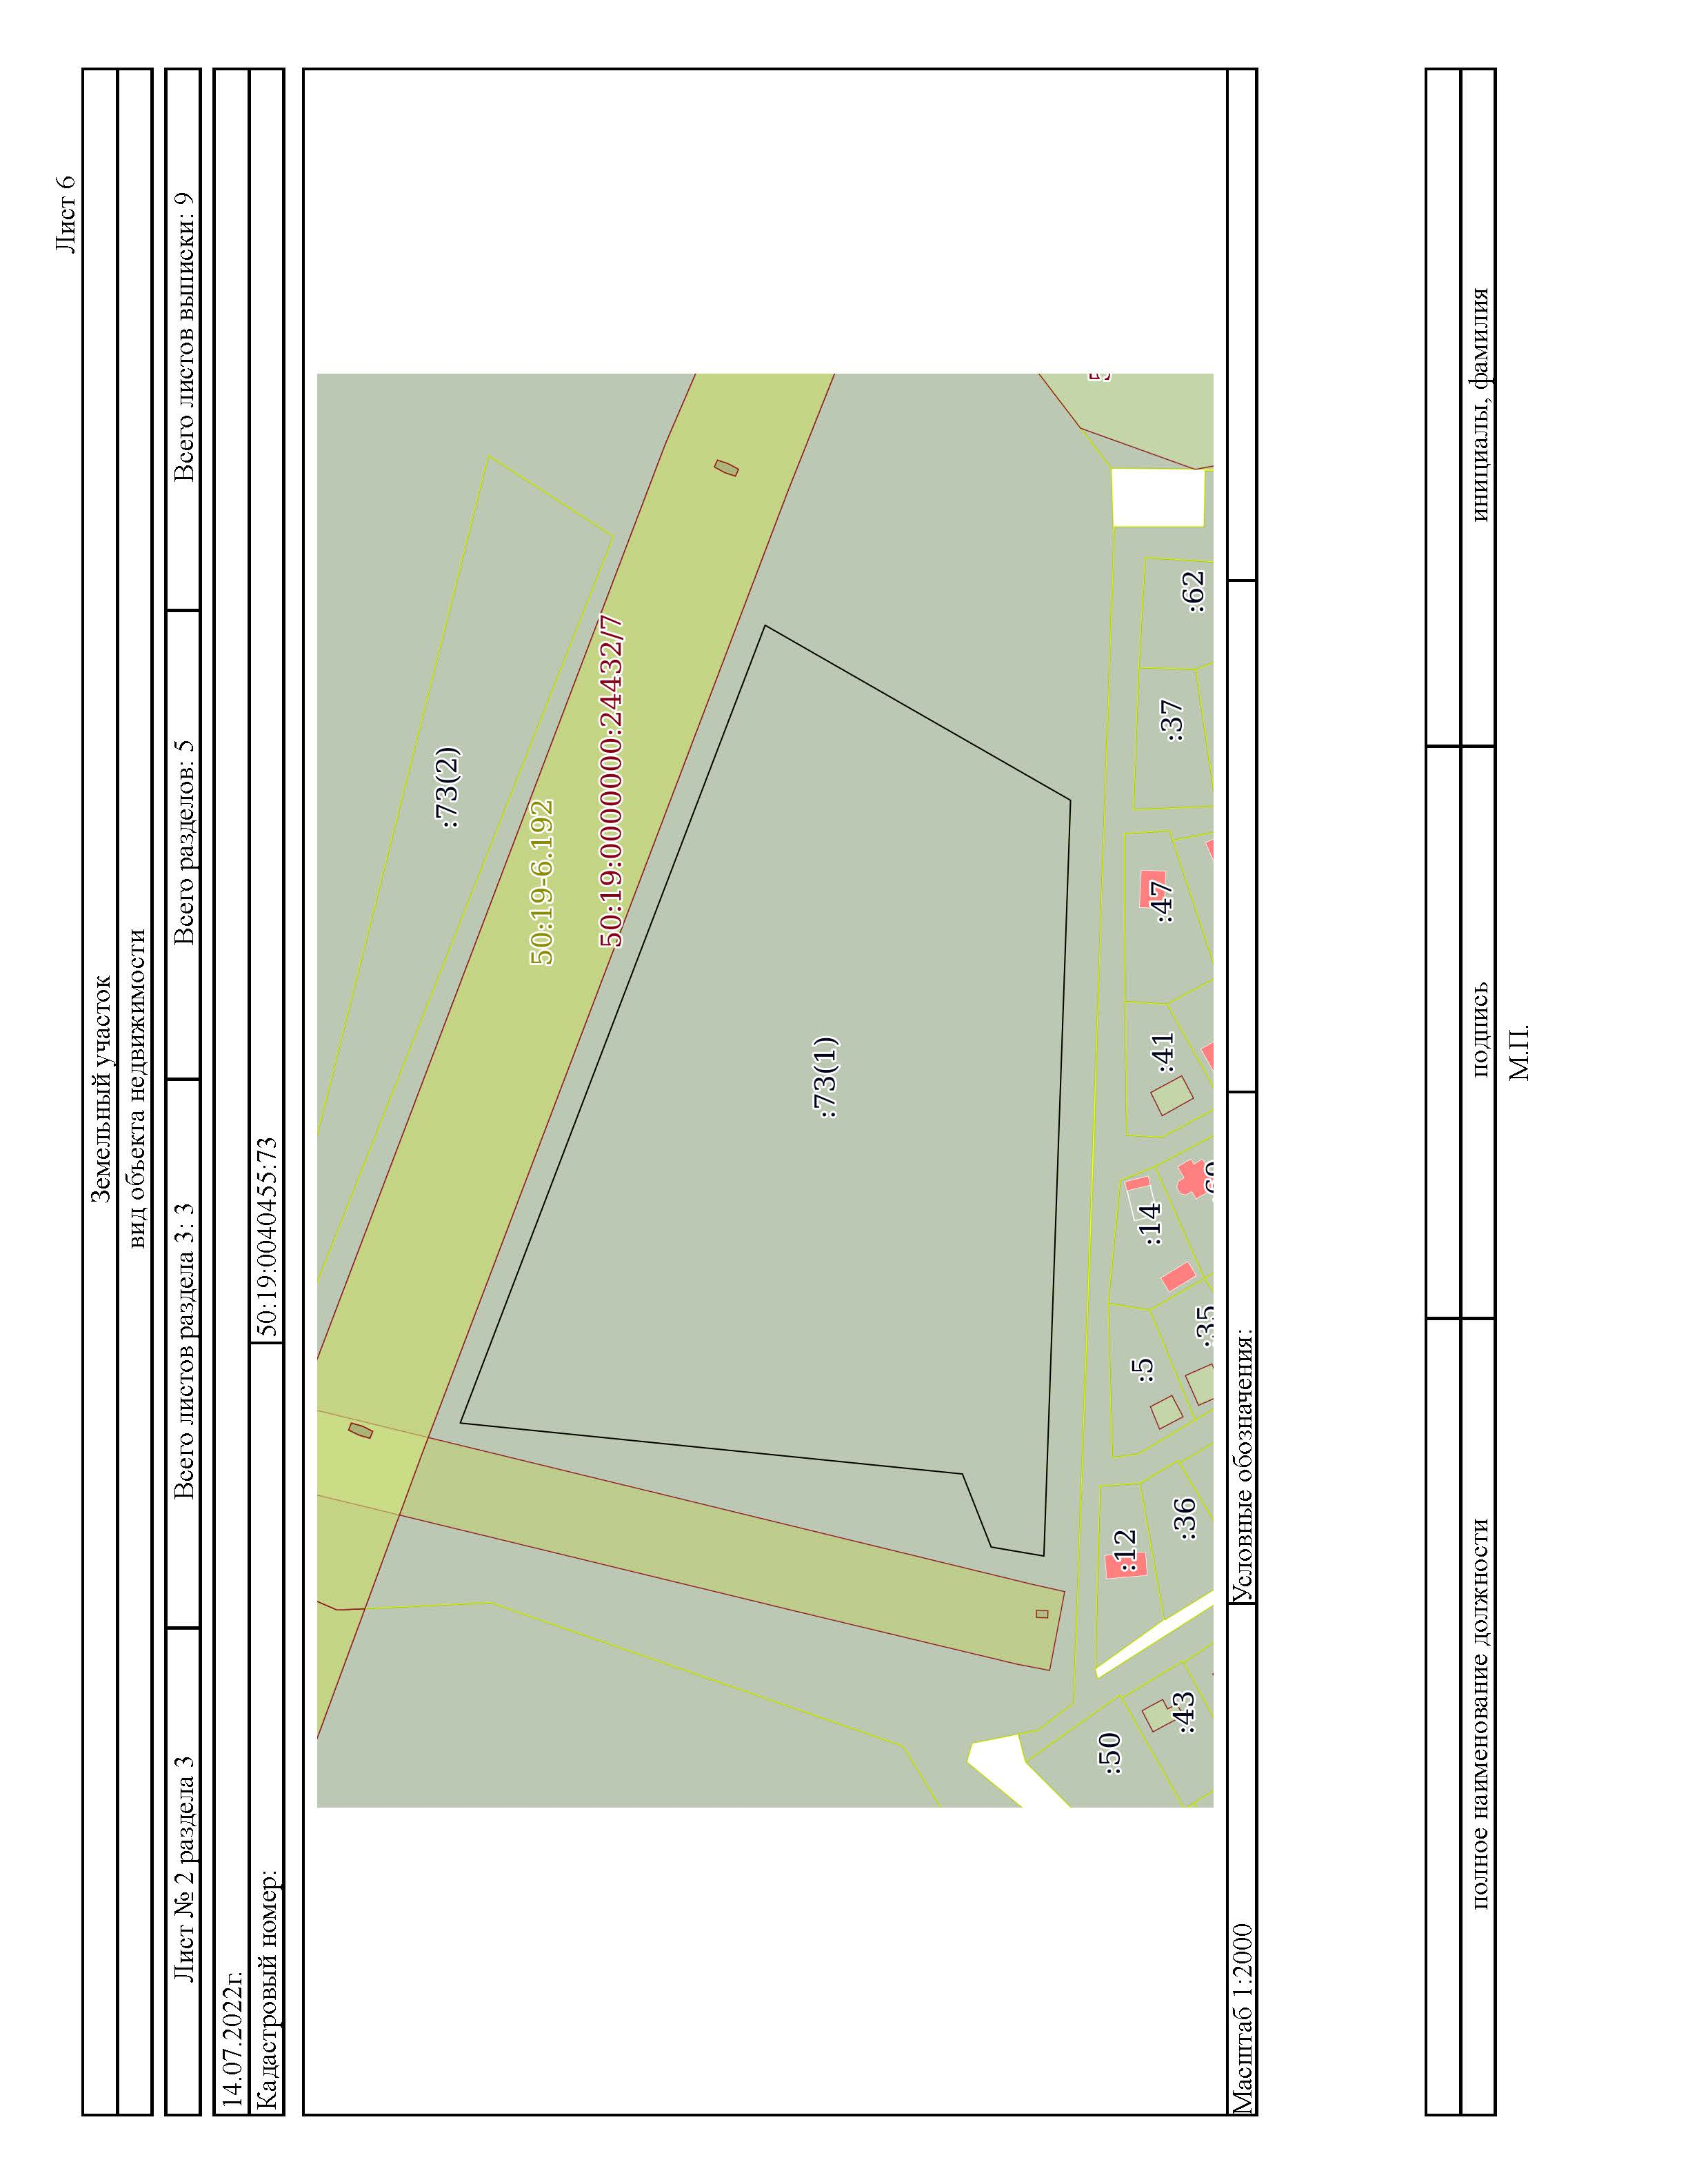 Лист 6
Земельный участок
вид объекта недвижимости
Лист № 2 раздела 3 Всего листов раздела 3: 3 Всего разделов: 5 Всего листов выписки: 9
14.07.2022г.
Кадастровый номер: 50:19:0040455:73
:73(2)
50:19-6.192
50:19:0000000:24432/7
:73(1)
:50
:43
:12
:36
:5
:35
:14
:41
:47
:37
:62
Масштаб 1:2000 Условные обозначения:
полное наименование должности подпись инициалы, фамилия
М.П.